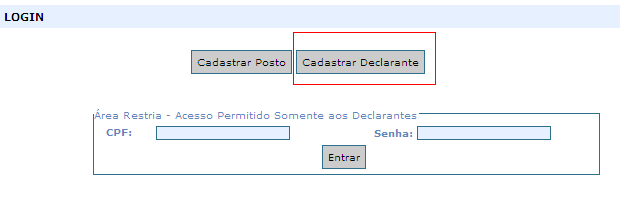 LOGIN
Cadastrar Posto Cadastrar Declarante
Área Restria - Acesso Permitido Somente aos Declarantes
CPF: Senha:
Entrar